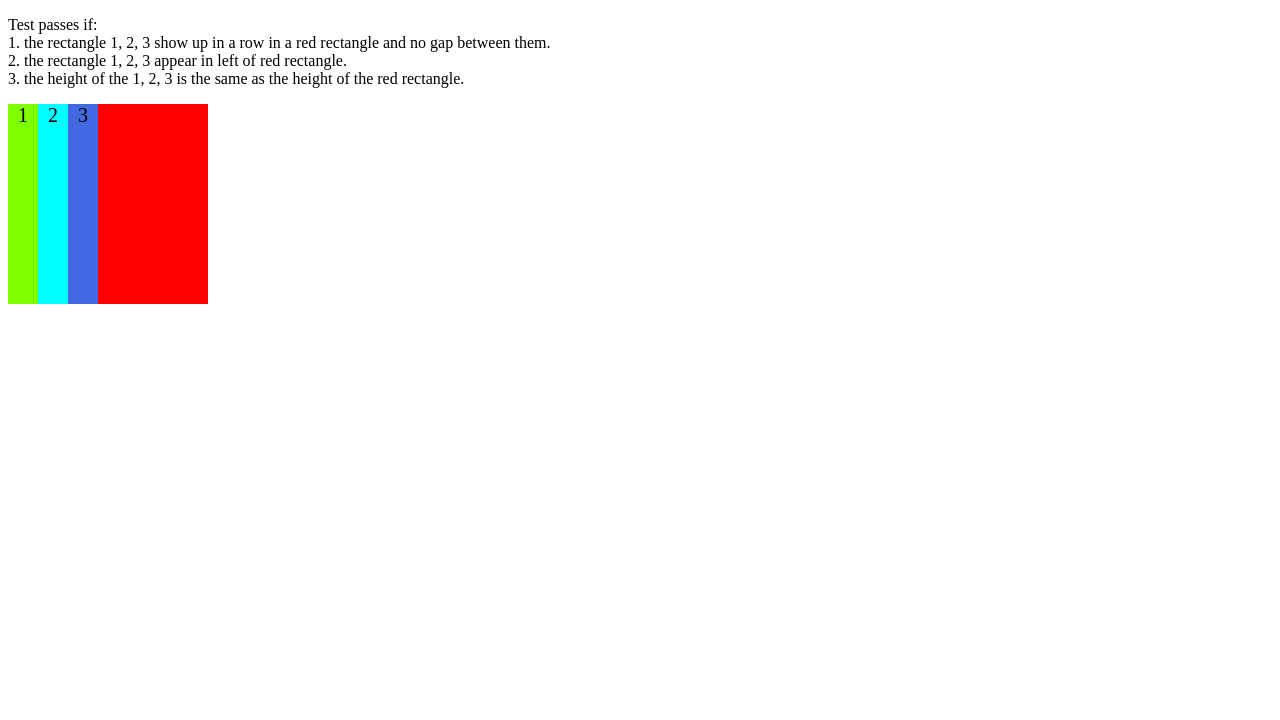 Test passes if:
1. the rectangle 1, 2, 3 show up in a row in a red rectangle and no gap between them.
2. the rectangle 1, 2, 3 appear in left of red rectangle.
3. the height of the 1, 2, 3 is the same as the height of the red rectangle.
1 2 3